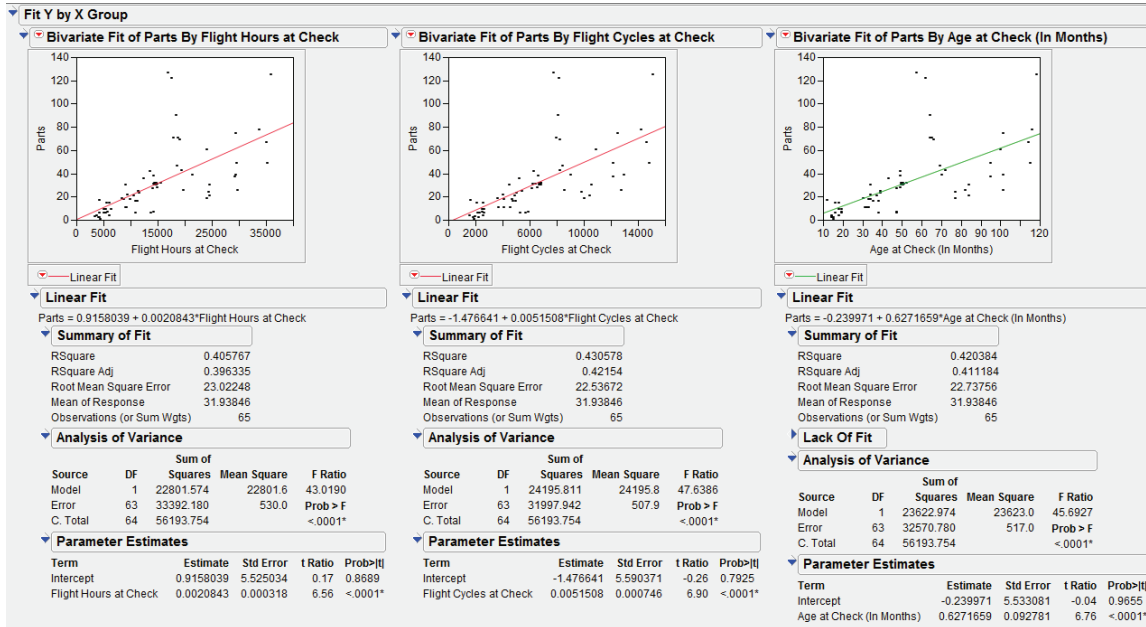 Fit Y by X Group
Bivariate Fit of Parts By Flight Hours at Check
140
120
100
80
60
40
20
0
Parts
0 5000 15000 25000 35000
Flight Hours at Check
Linear Fit
Linear Fit
Parts = 0.9158039 + 0.0020843*Flight Hours at Check
Summary of Fit
RSquare 0.405767
RSquare Adj 0.396335
Root Mean Square Error 23.02248
Mean of Response 31.93846
Observations (or Sum Wgts) 65
Analysis of Variance
Sum of
Source DF Squares Mean Square F Ratio
Model 1 22801.574 22801.6 43.0190
Error 63 33392.180 530.0 Prob > F
C. Total 64 56193.754 <.0001*
Parameter Estimates
Term Estimate Std Error t Ratio Prob>|t|
Intercept 0.9158039 5.525034 0.17 0.8689
Flight Hours at Check 0.0020843 0.000318 6.56 <.0001*
Bivariate Fit of Parts By Flight Cycles at Check
140
120
100
80
60
40
20
0
Parts
0 2000 6000 10000 14000
Flight Cycles at Check
Linear Fit
Linear Fit
Parts = -1.476641 + 0.0051508*Flight Cycles at Check
Summary of Fit
RSquare 0.430578
RSquare Adj 0.42154
Root Mean Square Error 22.53672
Mean of Response 31.93846
Observations (or Sum Wgts) 65
Analysis of Variance
Sum of
Source DF Squares Mean Square F Ratio
Model 1 24195.811 24195.8 47.6386
Error 63 31997.942 507.9 Prob > F
C. Total 64 56193.754 <.0001*
Parameter Estimates
Term Estimate Std Error t Ratio Prob>|t|
Intercept -1.476641 5.590371 -0.26 0.7925
Flight Cycles at Check 0.0051508 0.000746 6.90 <.0001*
Bivariate Fit of Parts By Age at Check (In Months)
140
120
100
80
60
40
20
0
Parts
10 20 30 40 50 60 70 80 90 100 120
Age at Check (In Months)
Linear Fit
Linear Fit
Parts = -0.239971 + 0.6271659*Age at Check (In Months)
Summary of Fit
RSquare 0.420384
RSquare Adj 0.411184
Root Mean Square Error 22.73756
Mean of Response 31.93846
Observations (or Sum Wgts) 65
Lack Of Fit
Analysis of Variance
Sum of
Source DF Squares Mean Square F Ratio
Model 1 23622.974 23623.0 45.6927
Error 63 32570.780 517.0 Prob > F
C. Total 64 56193.754 <.0001*
Parameter Estimates
Term Estimate Std Error t Ratio Prob>|t|
Intercept -0.239971 5.533081 -0.04 0.9655
Age at Check (In Months) 0.6271659 0.092781 6.76 <.0001*